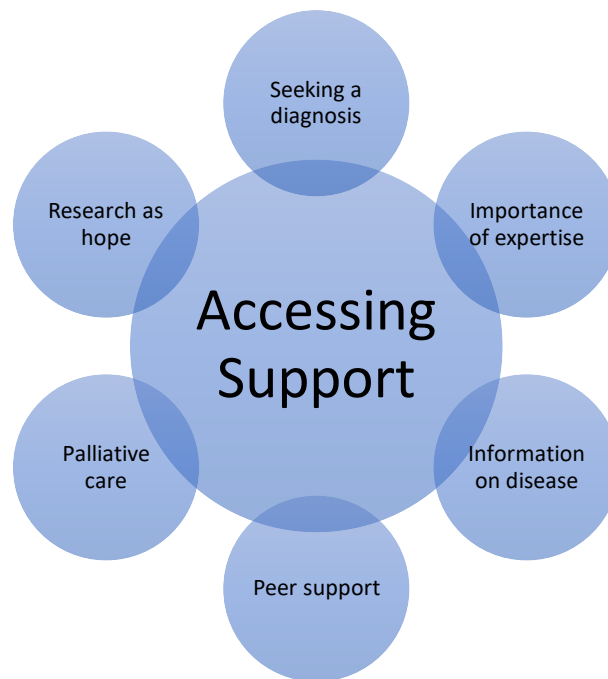 Seeking a
diagnosis
Importance
of expertise
Information
on disease
Peer support
Palliative
care
Research as
hope
Accessing
Support